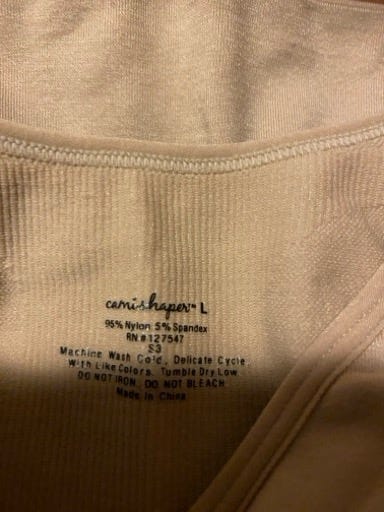 camishaper™ L
95% Nylon 5% Spandex
RN # 127547
S3
Machine Wash Cold, Delicate Cycle
With Like Colors. Tumble Dry Low
DO NOT IRON. DO NOT BLEACH
Made in China